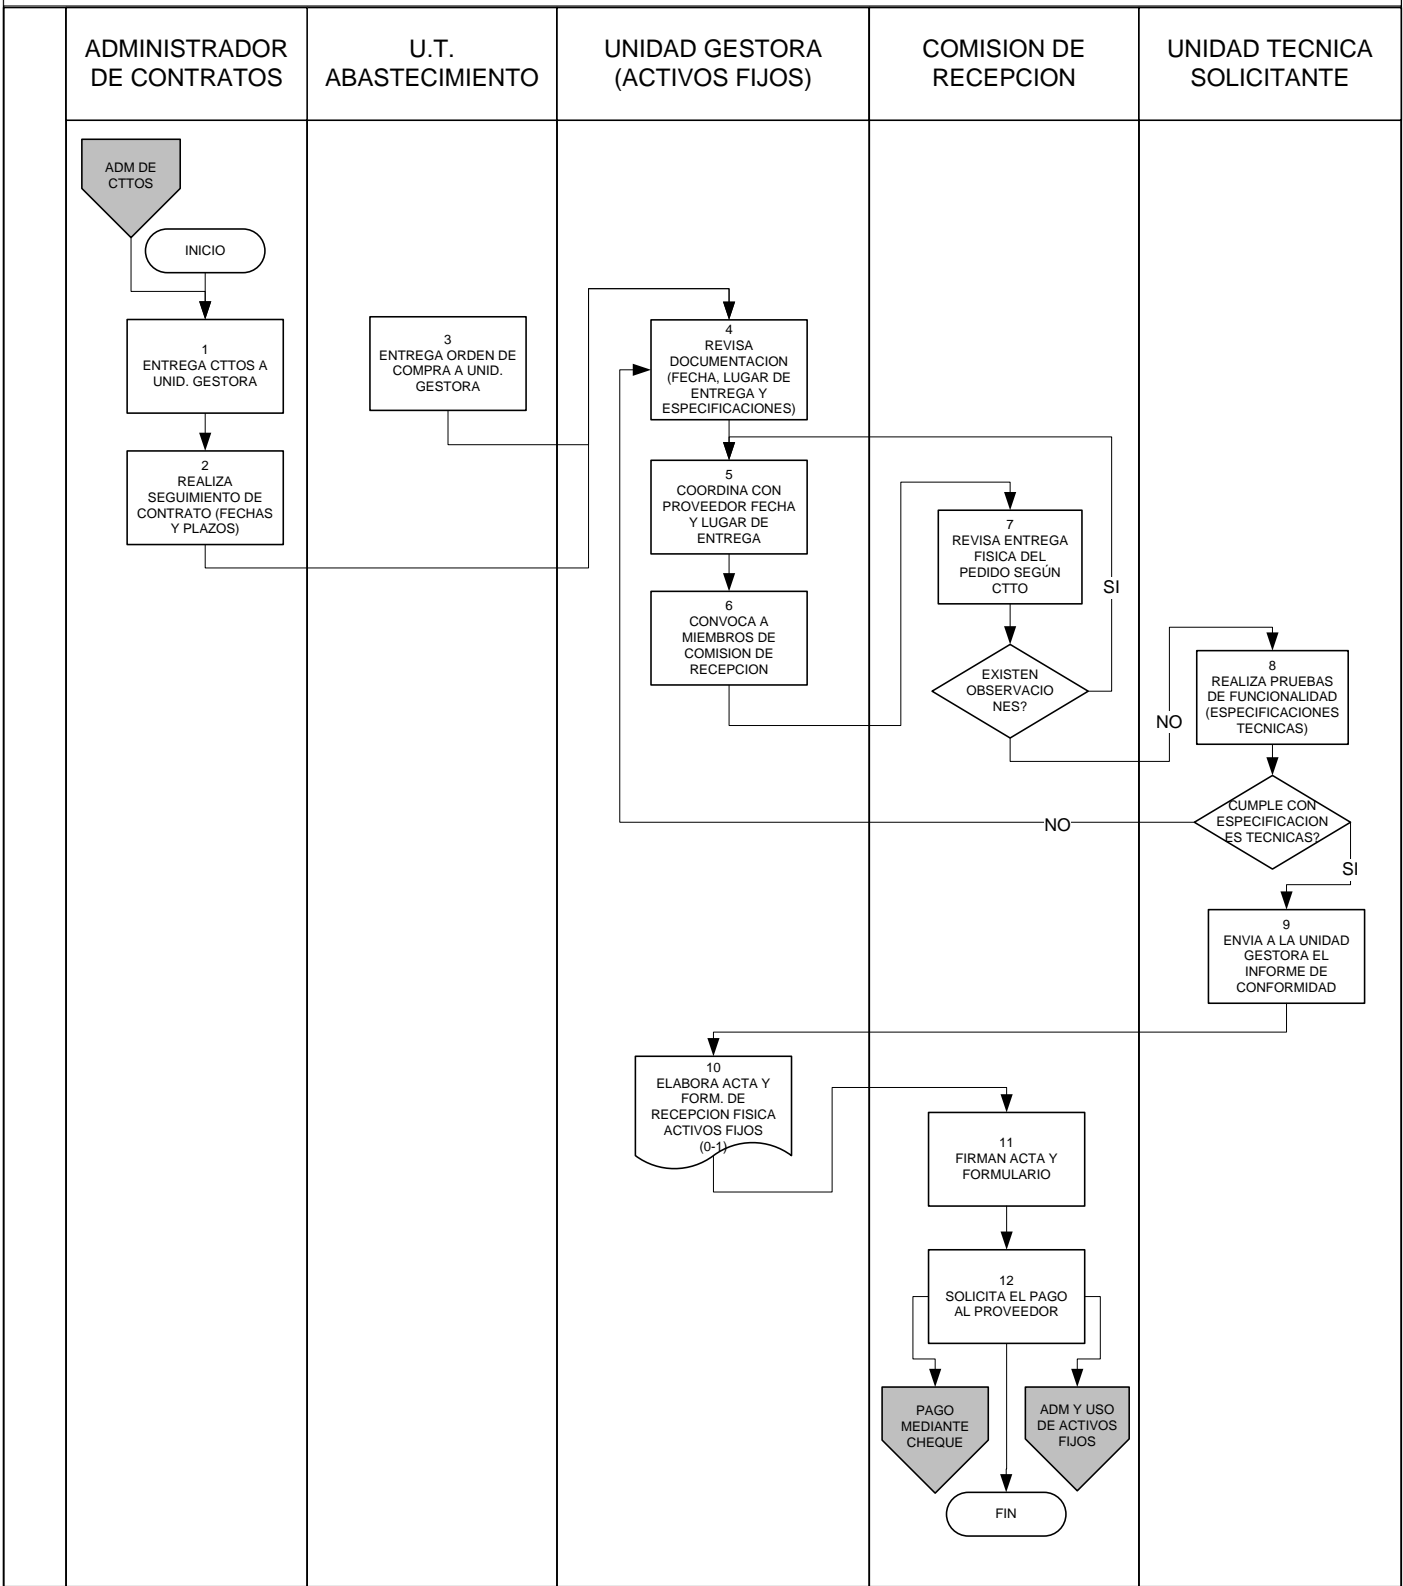 ADMINISTRADOR
DE CONTRATOS
U.T.
ABASTECIMIENTO
UNIDAD GESTORA
(ACTIVOS FIJOS)
COMISION DE
RECEPCION
UNIDAD TECNICA
SOLICITANTE
ADM DE
CTTOS
INICIO
1
ENTREGA CTTOS A
UNID. GESTORA
2
REALIZA
SEGUIMIENTO DE
CONTRATO (FECHAS
Y PLAZOS)
3
ENTREGA ORDEN DE
COMPRA A UNID.
GESTORA
4
REVISA
DOCUMENTACION
(FECHA, LUGAR DE
ENTREGA Y
ESPECIFICACIONES)
5
COORDINA CON
PROVEEDOR FECHA
Y LUGAR DE
ENTREGA
6
CONVOCA A
MIEMBROS DE
COMISION DE
RECEPCION
7
REVISA ENTREGA
FISICA DEL
PEDIDO SEGÚN
CTTO
SI
EXISTEN
OBSERVACIO
NES?
NO
8
REALIZA PRUEBAS
DE FUNCIONALIDAD
(ESPECIFICACIONES
TECNICAS)
CUMPLE CON
ESPECIFICACION
ES TECNICAS?
NO
SI
9
ENVIA A LA UNIDAD
GESTORA EL
INFORME DE
CONFORMIDAD
10
ELABORA ACTA Y
FORM. DE
RECEPCION FISICA
ACTIVOS FIJOS
(0-1)
11
FIRMAN ACTA Y
FORMULARIO
12
SOLICITA EL PAGO
AL PROVEEDOR
PAGO
MEDIANTE
CHEQUE
ADM Y USO
DE ACTIVOS
FIJOS
FIN